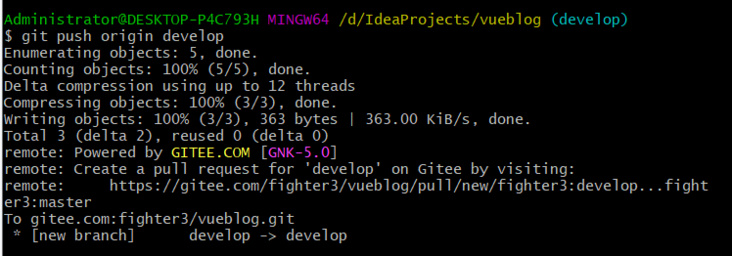 Administrator@DESKTOP-P4C793H MINGW64 /d/IdeaProjects/vueblog (develop)
$ git push origin develop
Enumerating objects: 5, done.
Counting objects: 100% (5/5), done.
Delta compression using up to 12 threads
Compressing objects: 100% (3/3), done.
Writing objects: 100% (3/3), 363 bytes | 363.00 KiB/s, done.
Total 3 (delta 2), reused 0 (delta 0)
remote: Powered by GITEE.COM [GNK-5.0]
remote: Create a pull request for 'develop' on Gitee by visiting:
remote:     https://gitee.com/fighter3/vueblog/pull/new/fighter3:develop...fight
er3:master
To gitee.com:fighter3/vueblog.git
 * [new branch]      develop -> develop